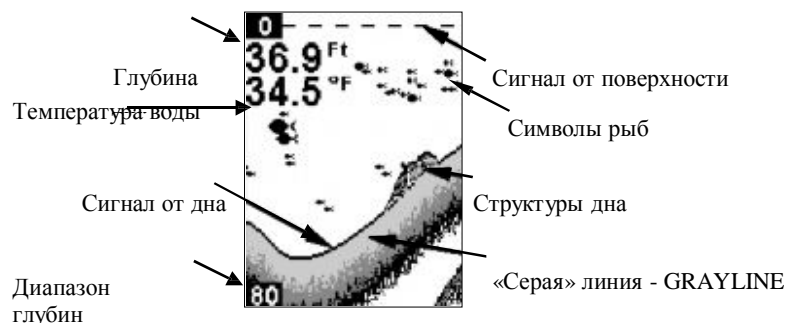 0
36.9 Ft
34.5 °F
Глубина
Температура воды
Сигнал от поверхности
Символы рыб
Сигнал от дна
Структуры дна
80
Диапазон
глубин
«Серая» линия - GRAYLINE